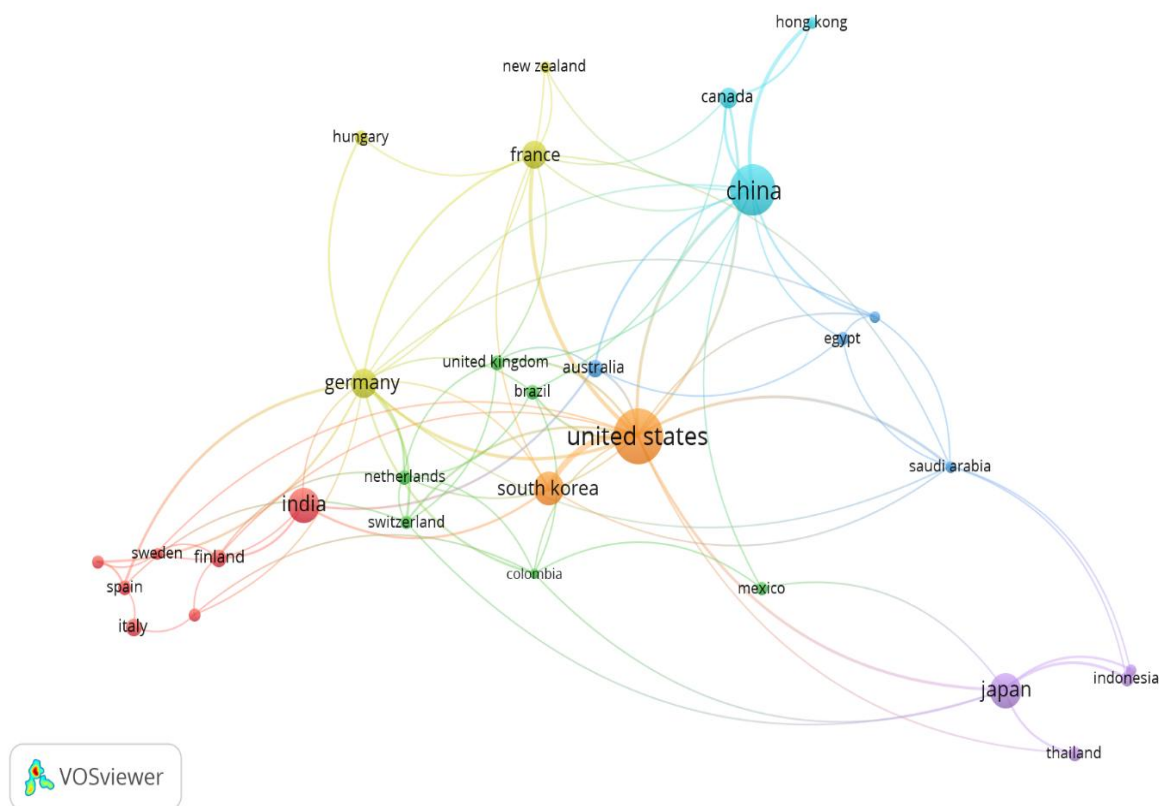 hong kong
new zealand
canada
hungary
france
china
egypt
united kingdom
australia
germany
brazil
united states
saudi arabia
netherlands
south korea
india
switzerland
sweden
finland
colombia
spain
mexico
italy
indonesia
japan
thailand
VOSviewer